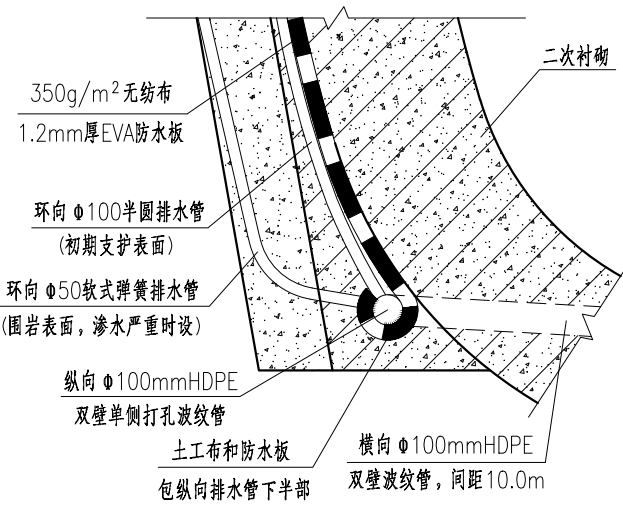 二次衬砌
350g/m²无纺布
1.2mm厚EVA防水板
环向Φ100半圆排水管
(初期支护表面)
环向Φ50软式弹簧排水管
(围岩表面，渗水严重时设)
纵向Φ100mmHDPE
双壁单侧打孔波纹管
土工布和防水板
包纵向排水管下半部
横向Φ100mmHDPE
双壁波纹管，间距10.0m